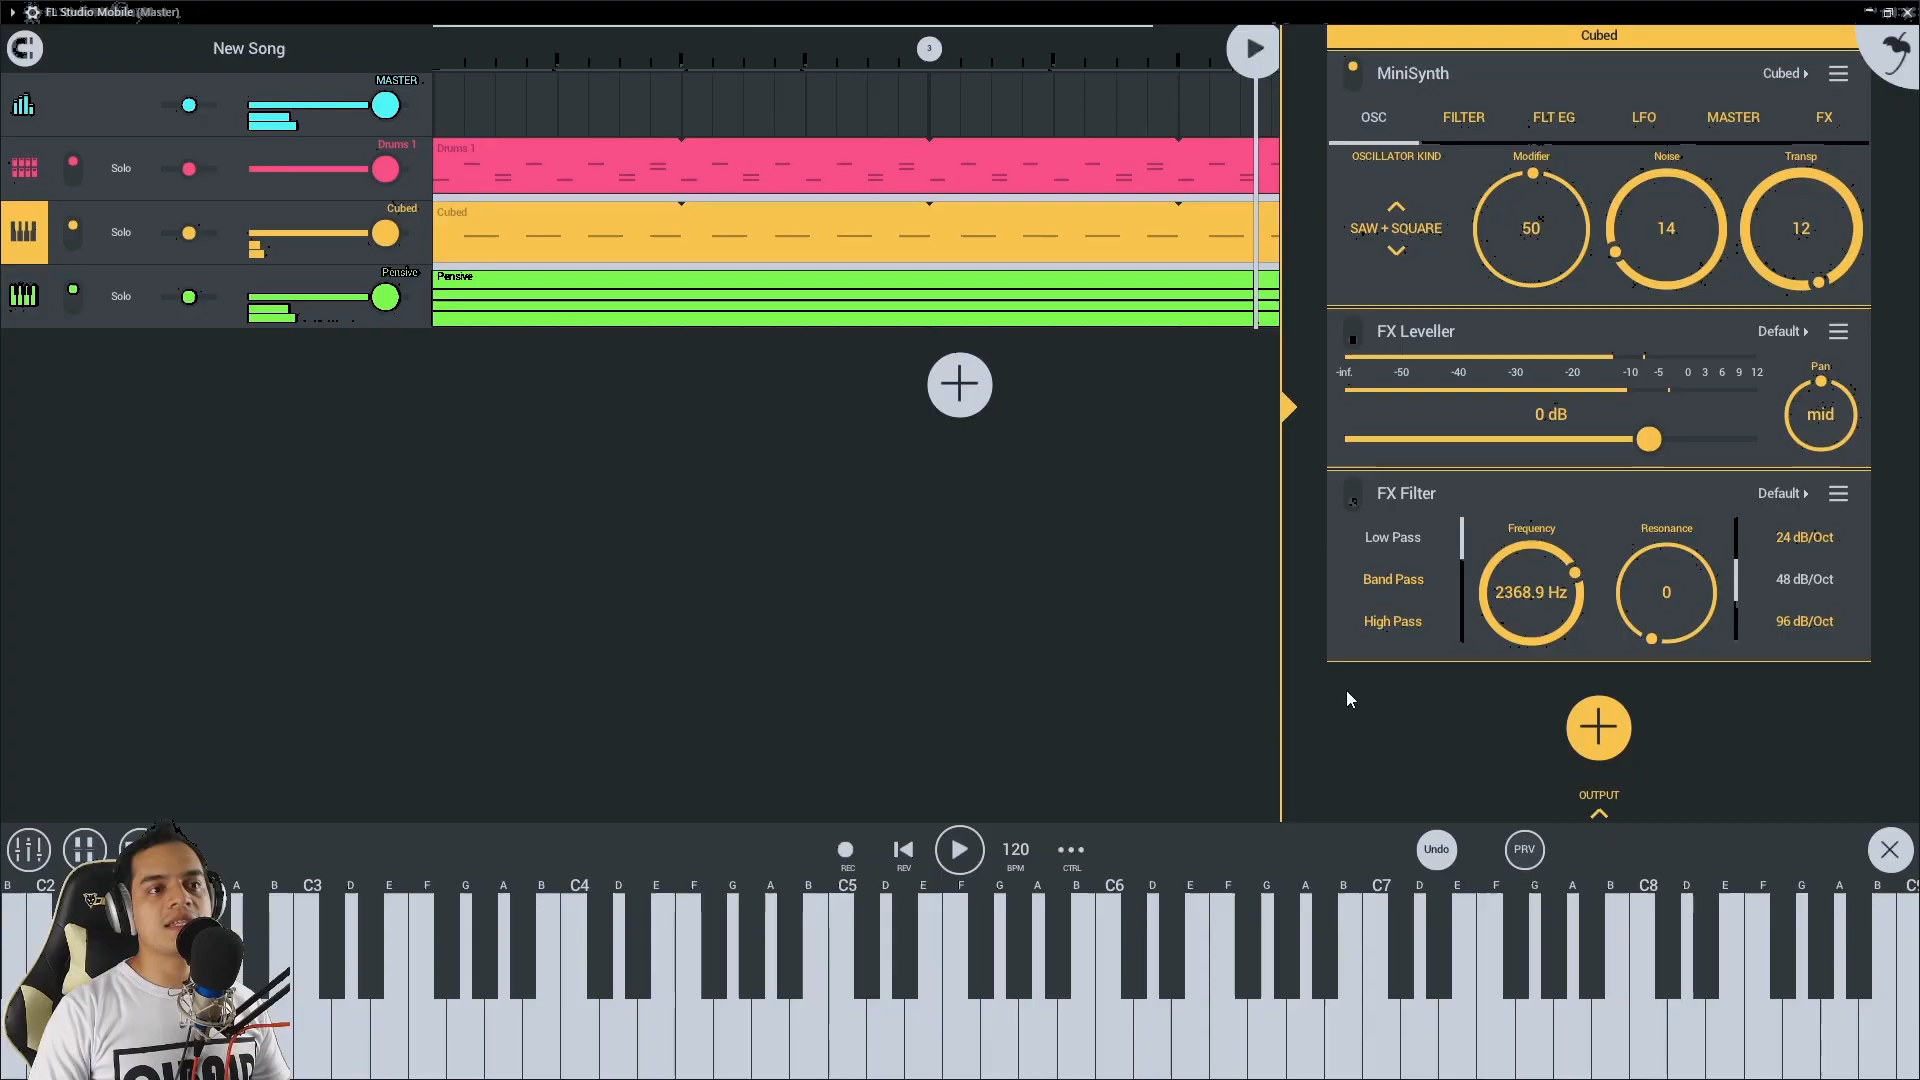 FL Studio Mobile (Master)
New Song
3
MASTER
Drums 1
Solo
Drums 1
Cubed
Solo
Cubed
Pensive
Solo
Pensive
Cubed
MiniSynth
Cubed
OSC
FILTER
FLT EG
LFO
MASTER
FX
OSCILLATOR KIND
Modifier
Noise
Transp
SAW + SQUARE
50
14
12
FX Leveller
Default
-inf. -50 -40 -30 -20 -10 -5 0 3 6 9 12
Pan
0 dB
mid
FX Filter
Default
Low Pass
Band Pass
High Pass
Frequency
2368.9 Hz
Resonance
0
24 dB/Oct
48 dB/Oct
96 dB/Oct
OUTPUT
REC
REV
120
BPM
CTRL
Undo
PRV
B C2 A B C3 D E F G A B C4 D E F G A B C5 D E F G A B C6 D E F G A B C7 D E F G A B C8 D E F G A B